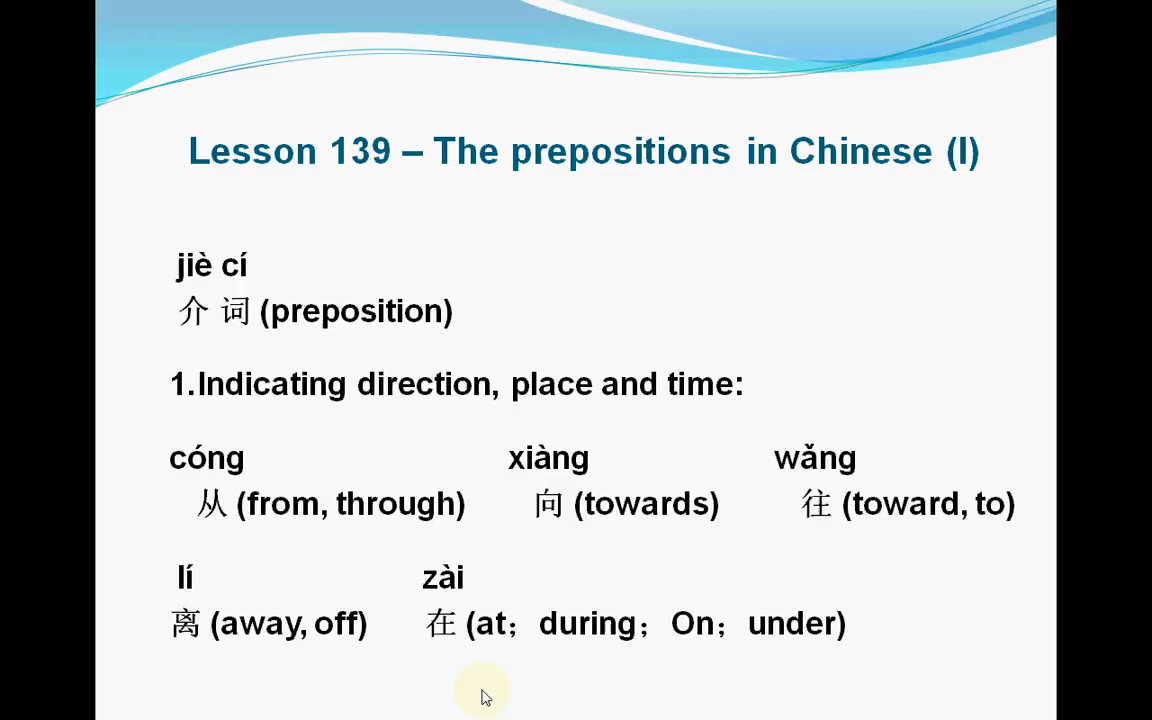 Lesson 139 – The prepositions in Chinese (I)
jiè cí
介 词 (preposition)
1.Indicating direction, place and time:
cóng xiàng wǎng
从 (from, through) 向 (towards) 往 (toward, to)
lí zài
离 (away, off) 在 (at；during；On；under)